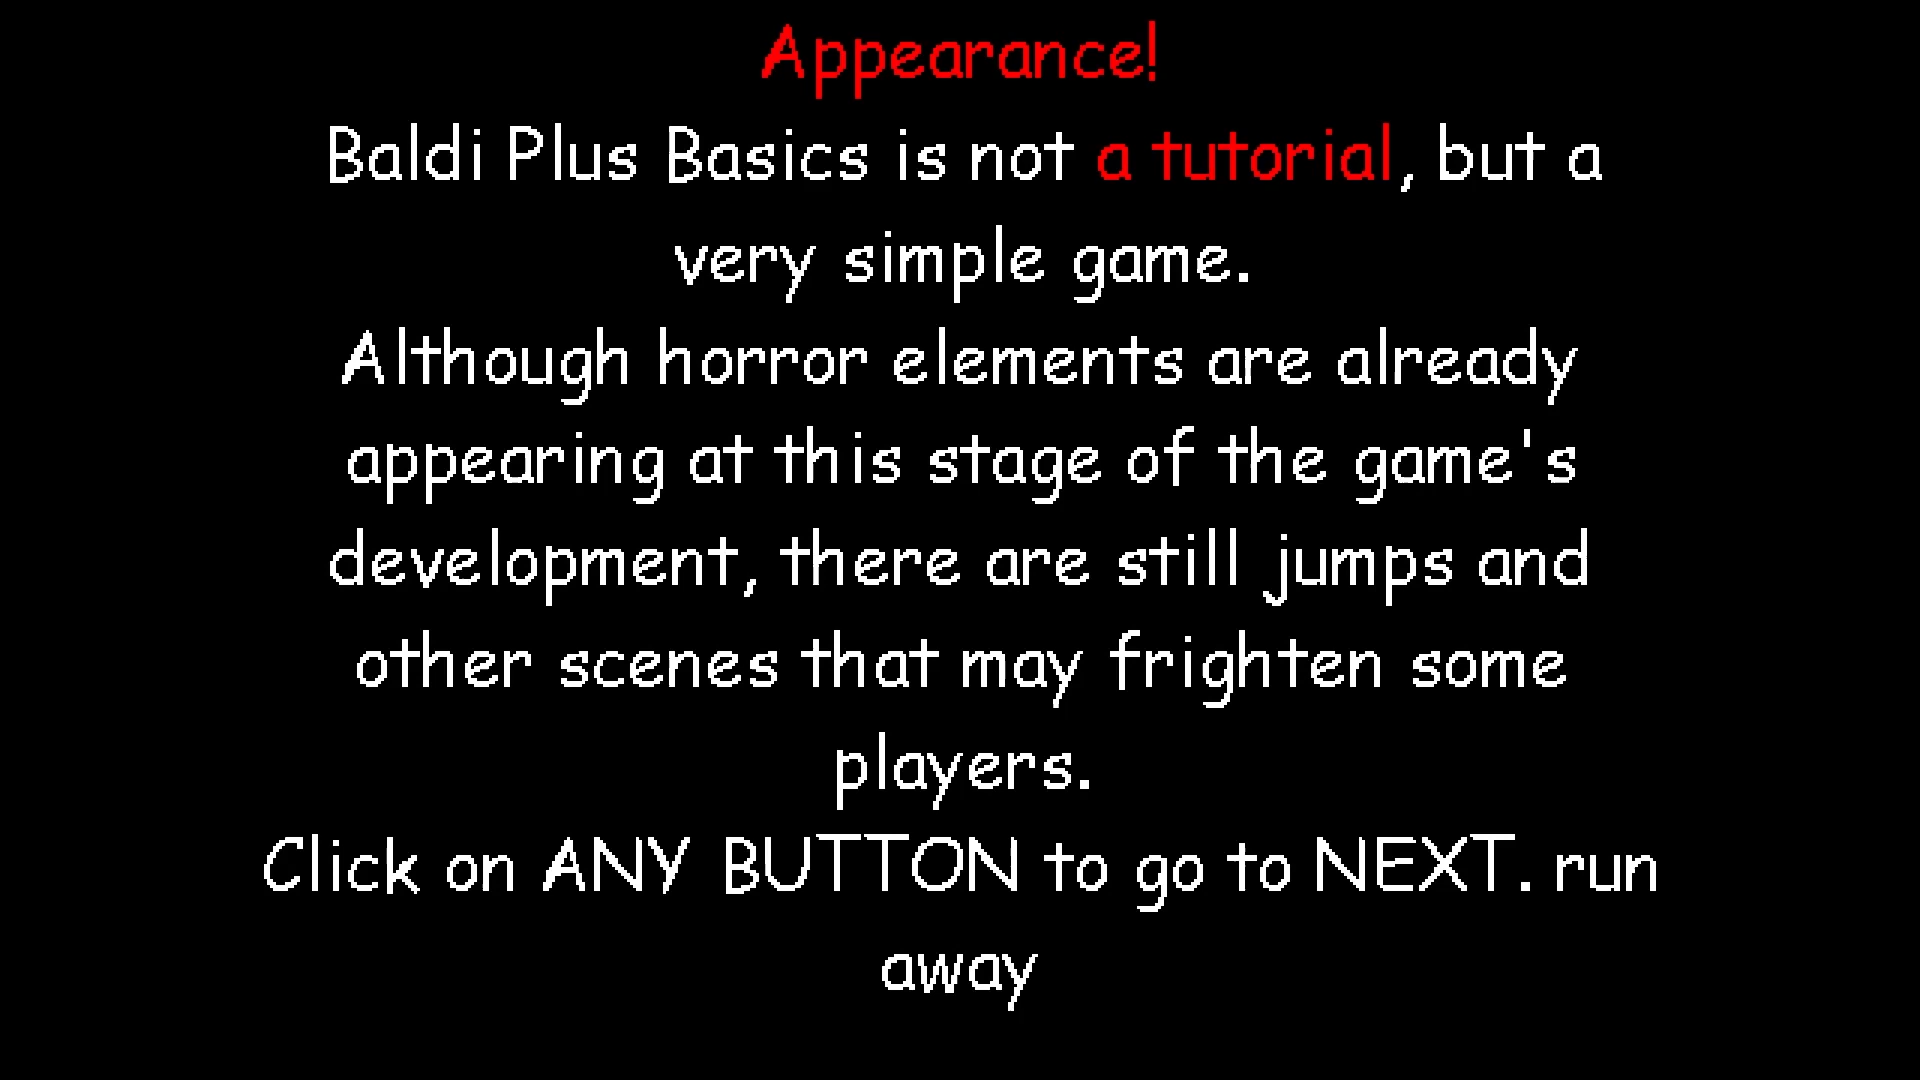 Appearance!
Baldi Plus Basics is not a tutorial, but a
very simple game.
Although horror elements are already
appearing at this stage of the game's
development, there are still jumps and
other scenes that may frighten some
players.
Click on ANY BUTTON to go to NEXT. run
away